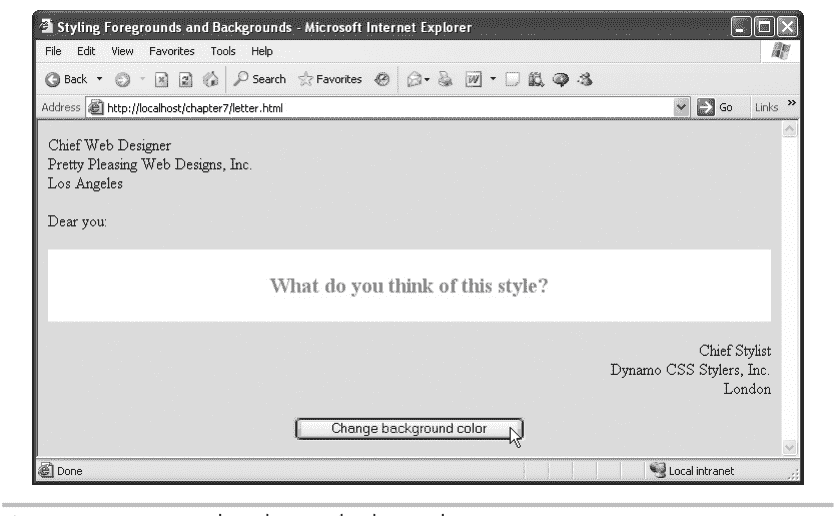 Styling Foregrounds and Backgrounds - Microsoft Internet Explorer
File Edit View Favorites Tools Help
Back Search Favorites
Address http://localhost/chapter7/letter.html Go Links »
Chief Web Designer
Pretty Pleasing Web Designs, Inc.
Los Angeles
Dear you:
What do you think of this style?
Chief Stylist
Dynamo CSS Stylers, Inc.
London
Change background color
Done Local intranet